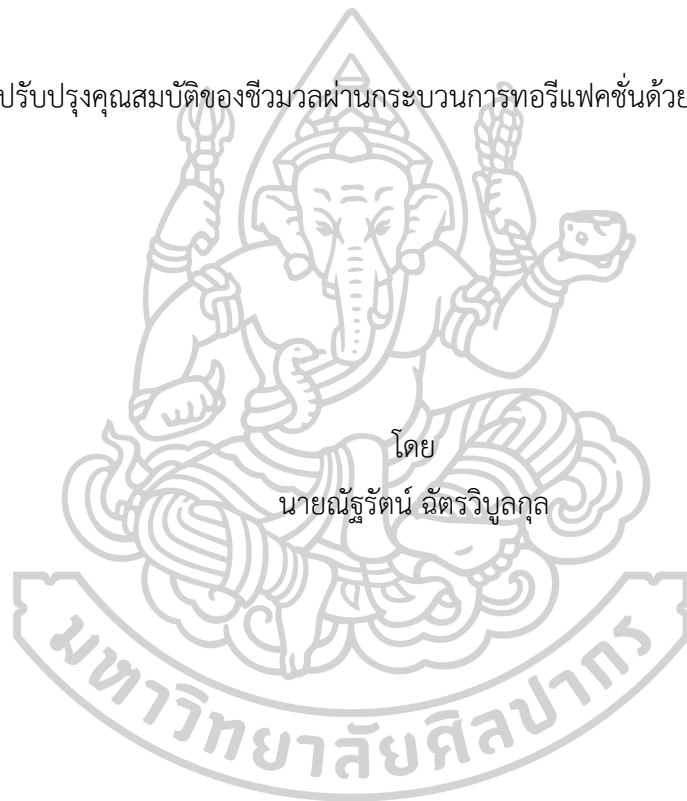 ปรับปรุงคุณสมบัติของชีวมวลผ่านกระบวนการทอรีแฟคชั่นด้วย
โดย
นายณัฐรัตน์ ฉัตรวิบูลกุล
มหาวิทยาลัยศิลปากร